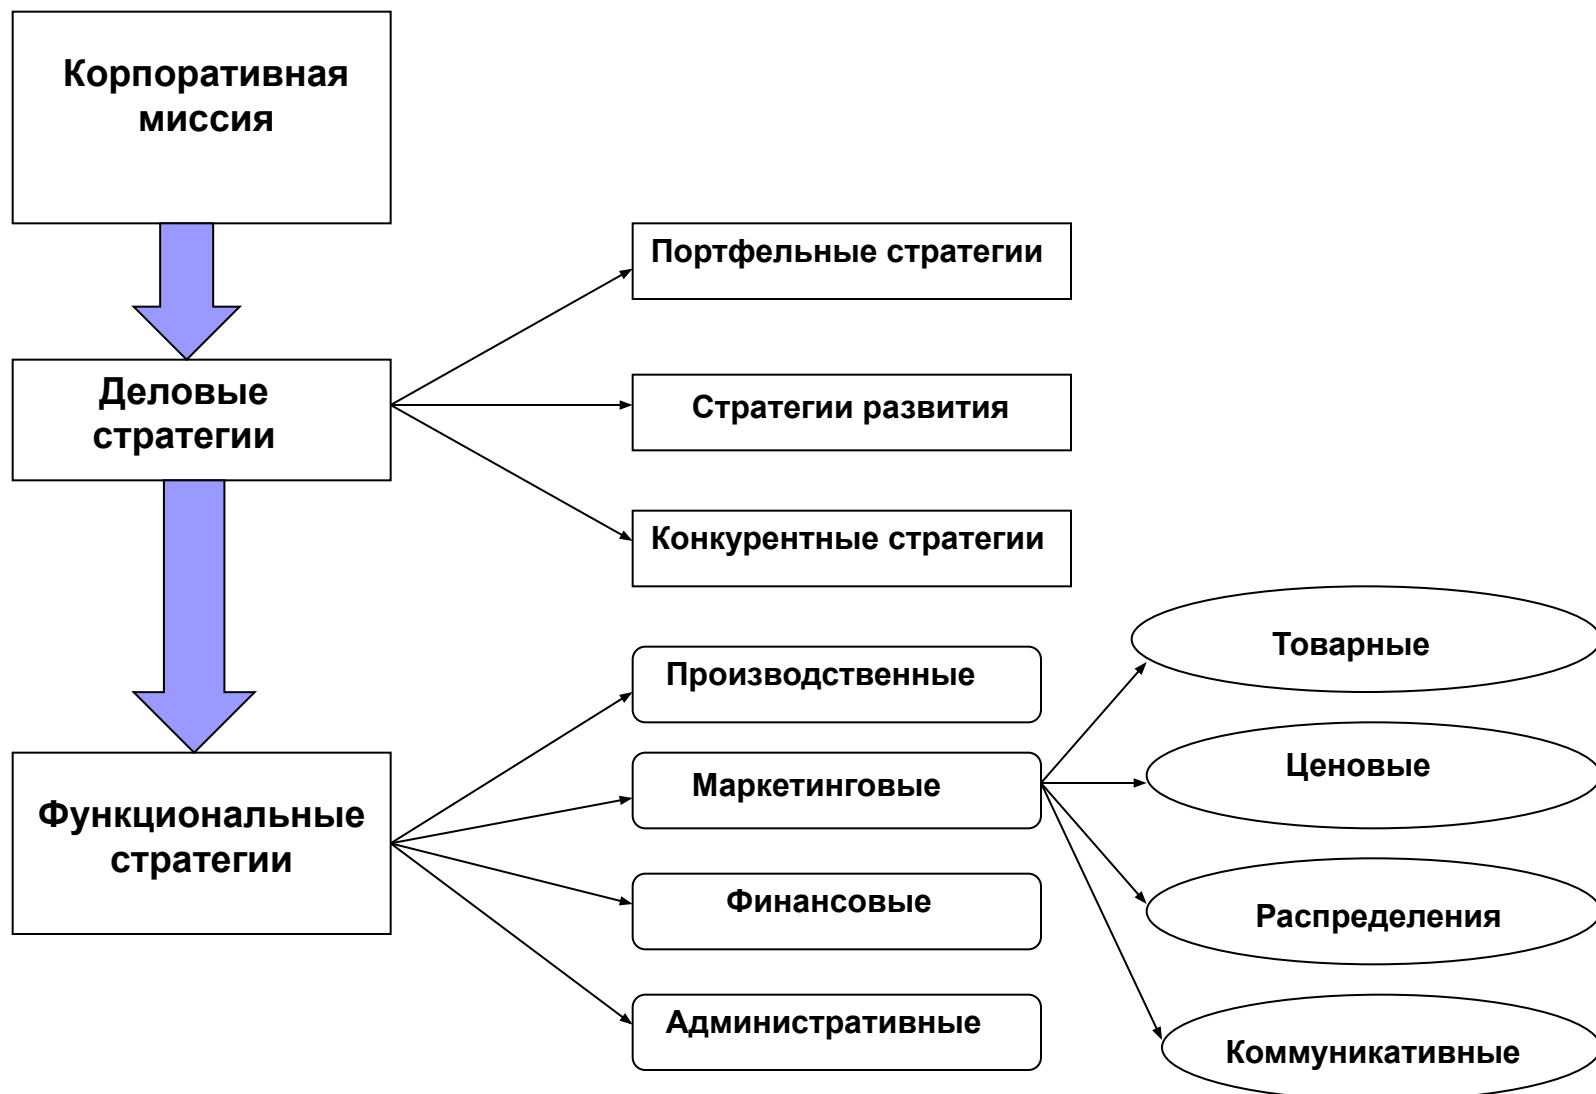 Корпоративная
миссия
Портфельные стратегии
Деловые
стратегии
Стратегии развития
Конкурентные стратегии
Функциональные
стратегии
Производственные
Маркетинговые
Финансовые
Административные
Товарные
Ценовые
Распределения
Коммуникативные